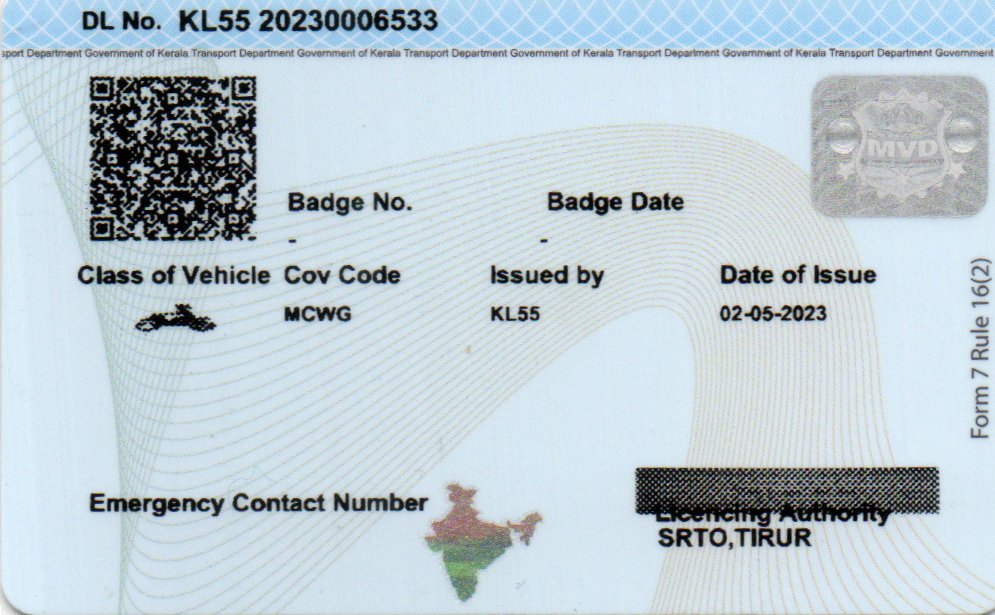 DL No. KL55 20230006533
sport Department Government of Kerala Transport Department Government of Kerala Transport Department Government of Kerala Transport Department Government of Kerala Transport Department Government
MVD
Badge No. Badge Date
- -
Class of Vehicle Cov Code Issued by Date of Issue
MCWG KL55 02-05-2023
Form 7 Rule 16(2)
Emergency Contact Number
Licencing Authority
SRTO,TIRUR